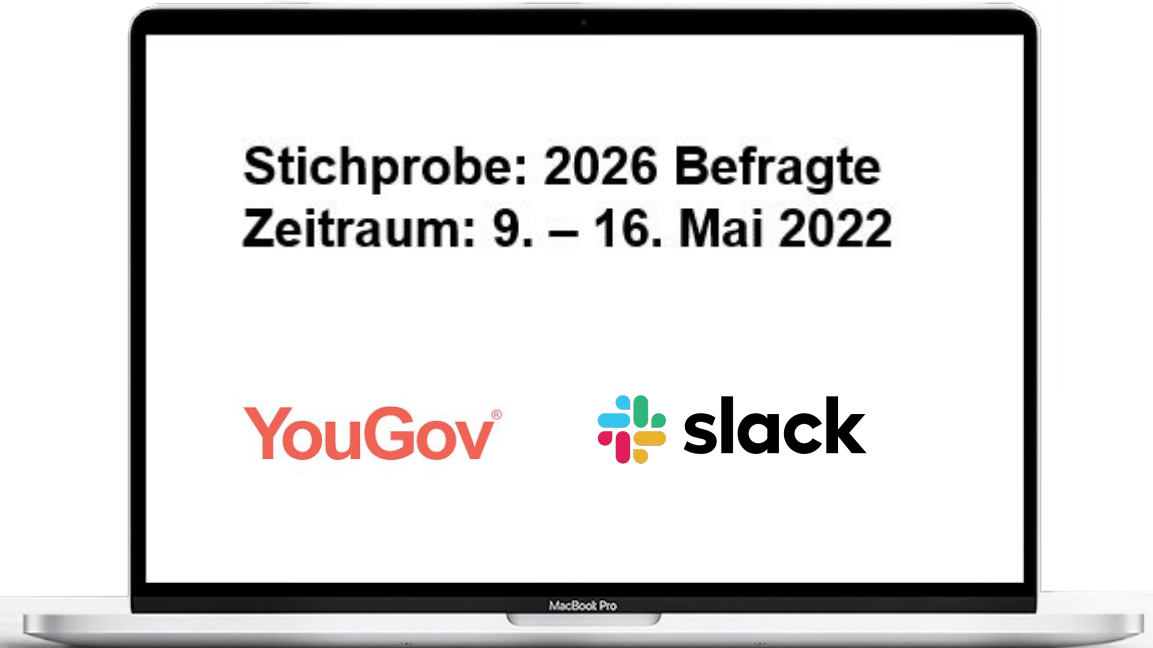 Stichprobe: 2026 Befragte
Zeitraum: 9. – 16. Mai 2022
YouGov® slack
MacBook Pro